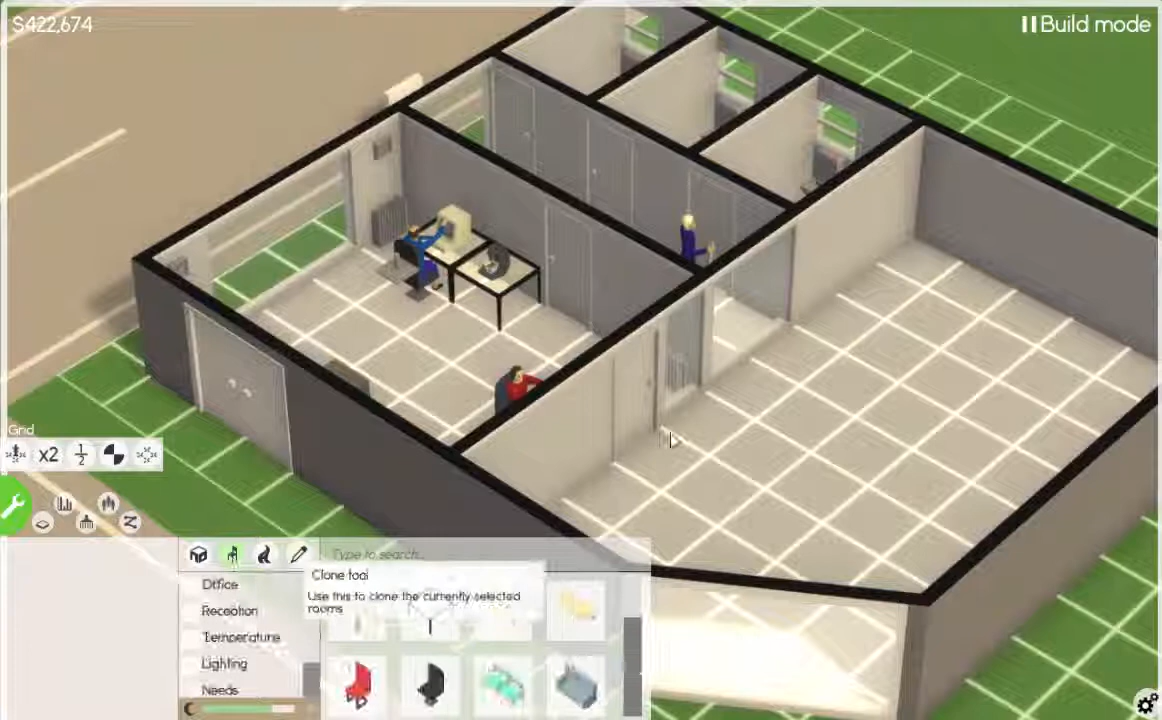 $422,674
Build mode
Grid
x2
1/2
Type to search...
Clone tool
Use this to clone the currently selected
rooms
Office
Reception
Temperature
Lighting
Needs